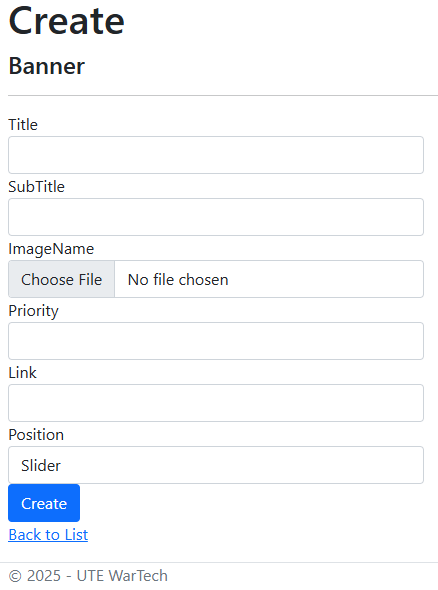 Create
Banner
Title
SubTitle
ImageName
Choose File No file chosen
Priority
Link
Position
Slider
Create
Back to List
© 2025 - UTE WarTech